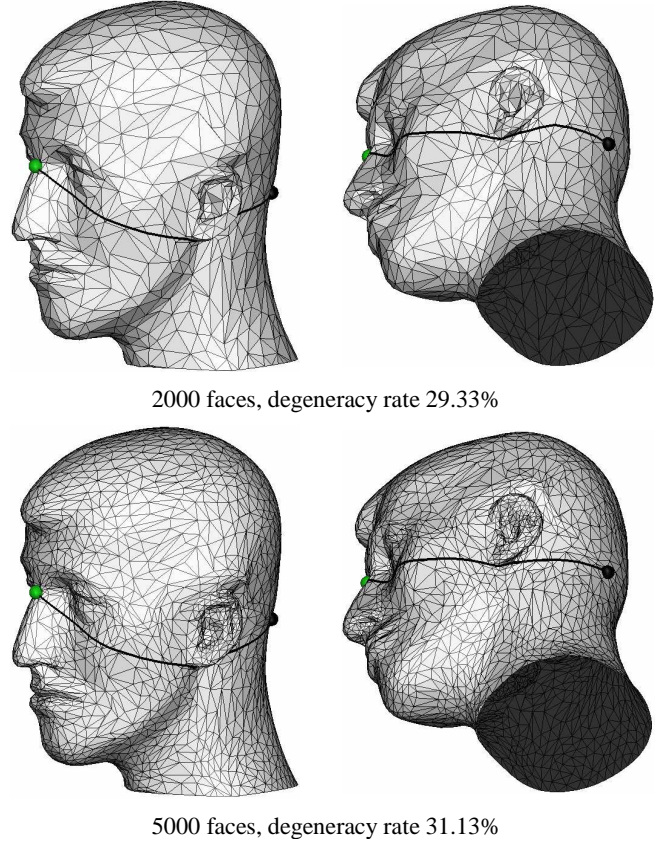 2000 faces, degeneracy rate 29.33%
5000 faces, degeneracy rate 31.13%